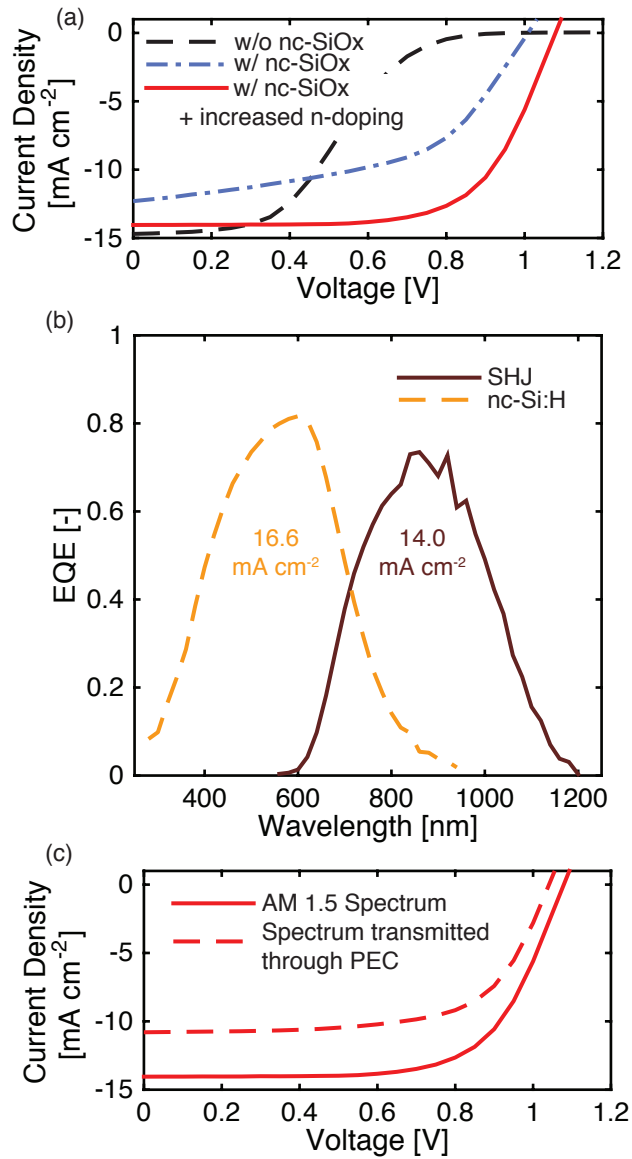 (a)
0
-5
-10
-15
Current Density
[mA cm-2]
w/o nc-SiOx
w/ nc-SiOx
w/ nc-SiOx
+ increased n-doping
0 0.2 0.4 0.6 0.8 1 1.2
Voltage [V]
(b)
1
0.8
0.6
0.4
0.2
0
EQE [-]
SHJ
nc-Si:H
16.6
mA cm-2
14.0
mA cm-2
400 600 800 1000 1200
Wavelength [nm]
(c)
0
-5
-10
-15
Current Density
[mA cm-2]
AM 1.5 Spectrum
Spectrum transmitted
through PEC
0 0.2 0.4 0.6 0.8 1 1.2
Voltage [V]